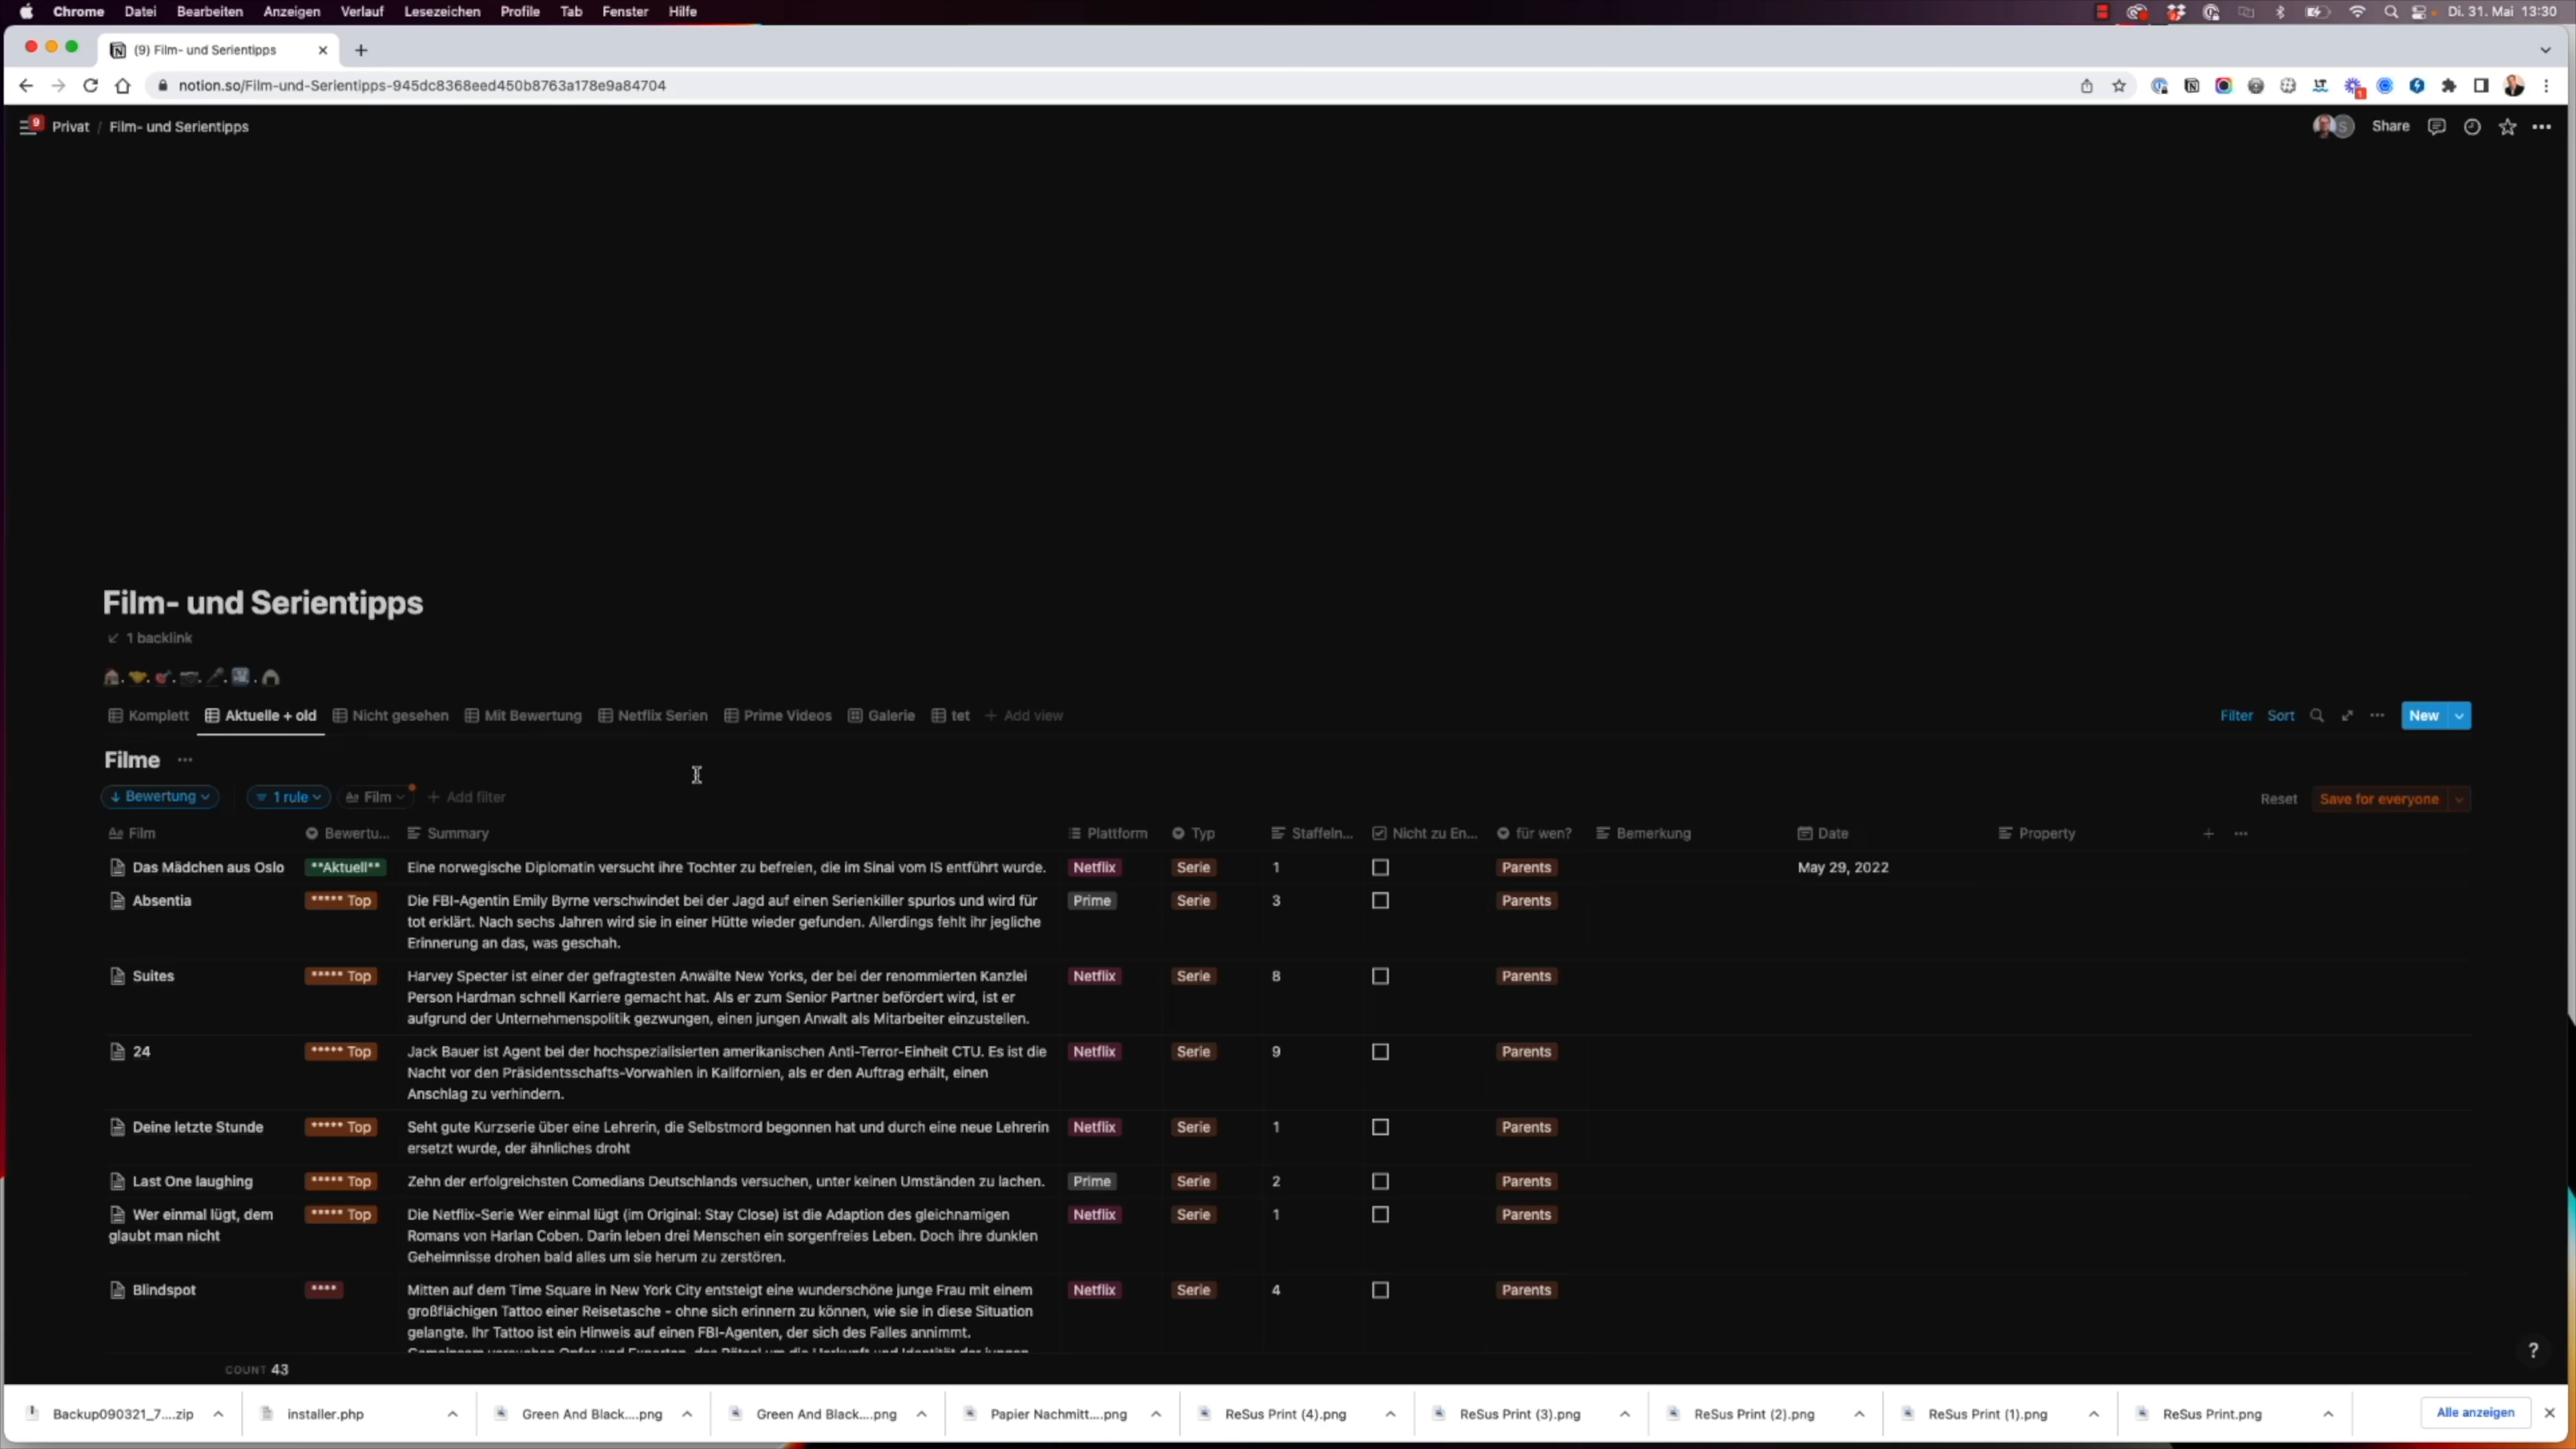 Chrome Datei Bearbeiten Anzeigen Verlauf Lesezeichen Profile Tab Fenster Hilfe Di. 31. Mai 13:30
(9) Film- und Serientipps
notion.so/Film-und-Serientipps-945dc8368eed450b8763a178e9a84704
9 Privat / Film- und Serientipps S Share
Film- und Serientipps
1 backlink
Komplett Aktuelle + old Nicht gesehen Mit Bewertung Netflix Serien Prime Videos Galerie tet + Add view Filter Sort New
Filme
Bewertung 1 rule Aa Film + Add filter Reset Save for everyone
Aa Film Bewertu... Summary Plattform Typ Staffeln... Nicht zu En... für wen? Bemerkung Date Property
Das Mädchen aus Oslo **Aktuell** Eine norwegische Diplomatin versucht ihre Tochter zu befreien, die im Sinai vom IS entführt wurde. Netflix Serie 1 Parents May 29, 2022
Absentia ***** Top Die FBI-Agentin Emily Byrne verschwindet bei der Jagd auf einen Serienkiller spurlos und wird für Prime Serie 3 Parents
tot erklärt. Nach sechs Jahren wird sie in einer Hütte wieder gefunden. Allerdings fehlt ihr jegliche
Erinnerung an das, was geschah.
Suites ***** Top Harvey Specter ist einer der gefragtesten Anwälte New Yorks, der bei der renommierten Kanzlei Netflix Serie 8 Parents
Person Hardman schnell Karriere gemacht hat. Als er zum Senior Partner befördert wird, ist er
aufgrund der Unternehmenspolitik gezwungen, einen jungen Anwalt als Mitarbeiter einzustellen.
24 ***** Top Jack Bauer ist Agent bei der hochspezialisierten amerikanischen Anti-Terror-Einheit CTU. Es ist die Netflix Serie 9 Parents
Nacht vor den Präsidentsschafts-Vorwahlen in Kalifornien, als er den Auftrag erhält, einen
Anschlag zu verhindern.
Deine letzte Stunde ***** Top Seht gute Kurzserie über eine Lehrerin, die Selbstmord begonnen hat und durch eine neue Lehrerin Netflix Serie 1 Parents
ersetzt wurde, der ähnliches droht
Last One laughing ***** Top Zehn der erfolgreichsten Comedians Deutschlands versuchen, unter keinen Umständen zu lachen. Prime Serie 2 Parents
Wer einmal lügt, dem ***** Top Die Netflix-Serie Wer einmal lügt (im Original: Stay Close) ist die Adaption des gleichnamigen Netflix Serie 1 Parents
glaubt man nicht Romans von Harlan Coben. Darin leben drei Menschen ein sorgenfreies Leben. Doch ihre dunklen
Geheimnisse drohen bald alles um sie herum zu zerstören.
Blindspot **** Mitten auf dem Time Square in New York City entsteigt eine wunderschöne junge Frau mit einem Netflix Serie 4 Parents
großflächigen Tattoo einer Reisetasche - ohne sich erinnern zu können, wie sie in diese Situation
gelangte. Ihr Tattoo ist ein Hinweis auf einen FBI-Agenten, der sich des Falles annimmt.
COUNT 43 ?
Backup090321_7....zip installer.php Green And Black....png Green And Black....png Papier Nachmitt....png ReSus Print (4).png ReSus Print (3).png ReSus Print (2).png ReSus Print (1).png ReSus Print.png Alle anzeigen